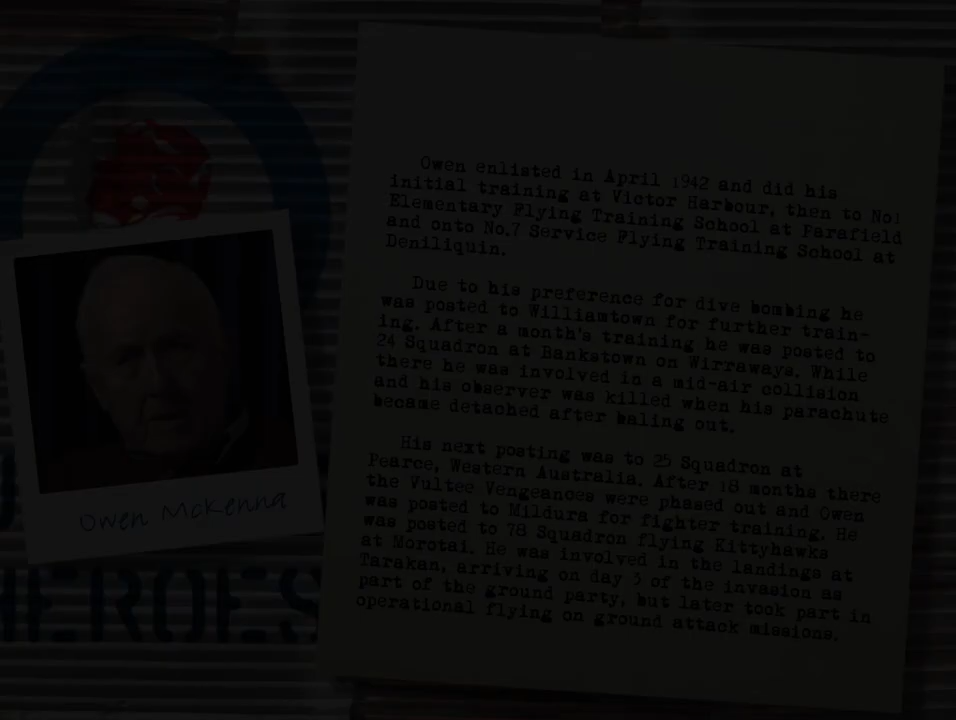 Owen enlisted in April 1942 and did his
initial training at Victor Harbour, then to No1
Elementary Flying Training School at Parafield
and onto No.7 Service Flying Training School at
Deniliquin.
Due to his preference for dive bombing he
was posted to Williamtown for further train-
ing. After a month's training he was posted to
24 Squadron at Bankstown on Wirraways. While
there he was involved in a mid-air collision
and his observer was killed when his parachute
became detached after baling out.
His next posting was to 25 Squadron at
Pearce, Western Australia. After 18 months there
the Vultee Vengeances were phased out and Owen
was posted to Mildura for fighter training. He
was posted to 78 Squadron flying Kittyhawks
at Morotai. He was involved in the landings at
Tarakan, arriving on day 3 of the invasion as
part of the ground party, but later took part in
operational flying on ground attack missions.
Owen McKenna
HEROES